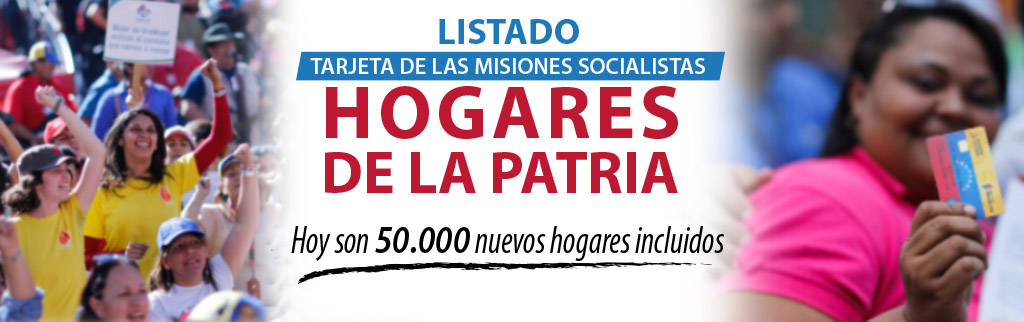 LISTADO
TARJETA DE LAS MISIONES SOCIALISTAS
HOGARES
DE LA PATRIA
Hoy son 50.000 nuevos hogares incluidos